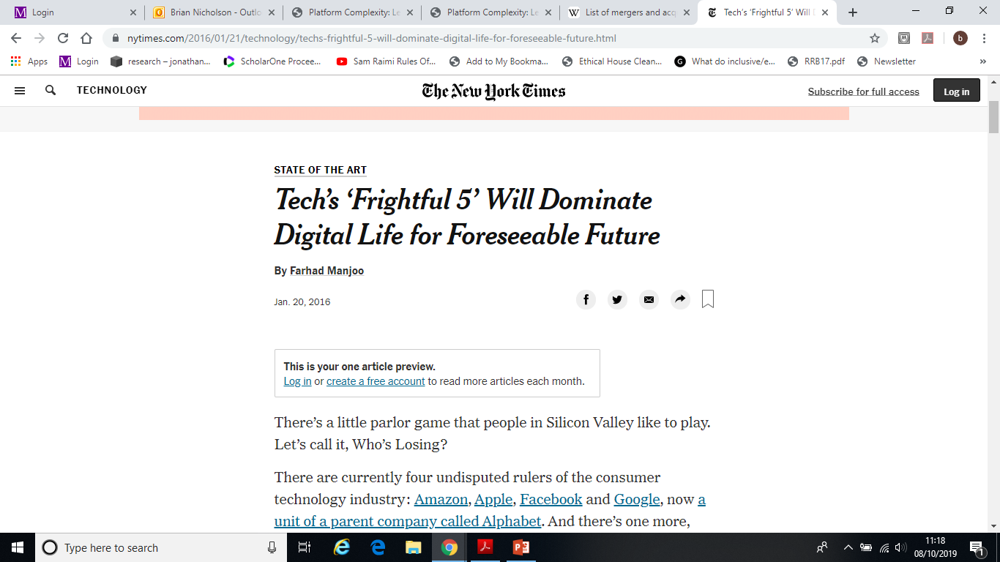 Login
Brian Nicholson - Outlo
Platform Complexity: Le
Platform Complexity: Le
List of mergers and acq
Tech's 'Frightful 5' Will D
nytimes.com/2016/01/21/technology/techs-frightful-5-will-dominate-digital-life-for-foreseeable-future.html
b
Apps
Login
research – jonathan...
ScholarOne Procee...
Sam Raimi Rules Of...
Add to My Bookma...
Ethical House Clean...
What do inclusive/e...
RRB17.pdf
Newsletter
»
TECHNOLOGY
The New York Times
Subscribe for full access
Log in
STATE OF THE ART
Tech's 'Frightful 5' Will Dominate
Digital Life for Foreseeable Future
By Farhad Manjoo
Jan. 20, 2016
This is your one article preview.
Log in or create a free account to read more articles each month.
There's a little parlor game that people in Silicon Valley like to play.
Let's call it, Who's Losing?
There are currently four undisputed rulers of the consumer
technology industry: Amazon, Apple, Facebook and Google, now a
unit of a parent company called Alphabet. And there's one more,
Type here to search
11:18
08/10/2019
1